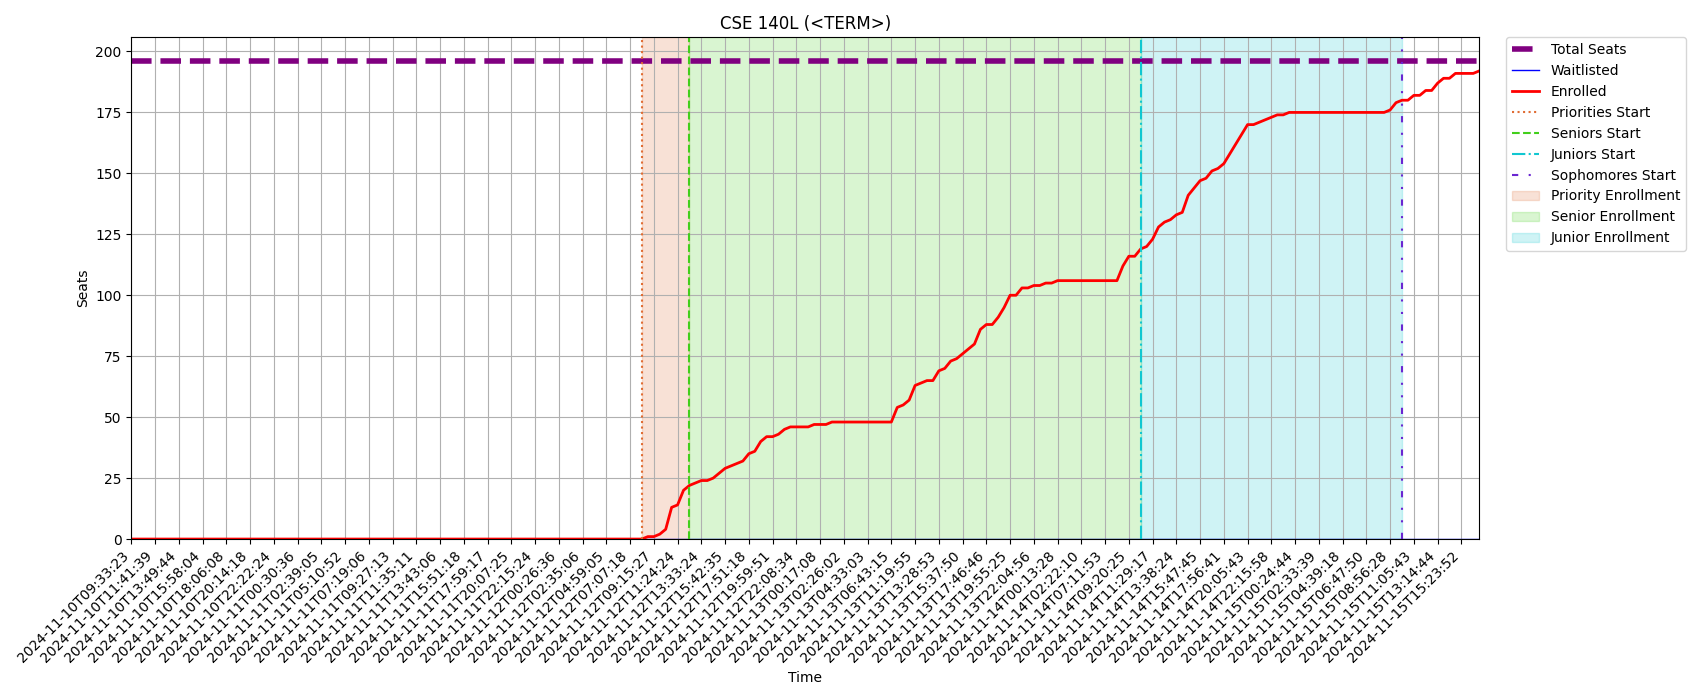 CSE 140L (<TERM>)
Total Seats
Waitlisted
Enrolled
Priorities Start
Seniors Start
Juniors Start
Sophomores Start
Priority Enrollment
Senior Enrollment
Junior Enrollment
Seats
200
175
150
125
100
75
50
25
0
2024-11-10T09:33:23
2024-11-10T11:41:39
2024-11-10T13:49:44
2024-11-10T15:58:04
2024-11-10T18:06:08
2024-11-10T20:14:18
2024-11-10T22:22:24
2024-11-11T00:30:36
2024-11-11T02:39:05
2024-11-11T05:10:52
2024-11-11T07:19:06
2024-11-11T09:27:13
2024-11-11T11:35:11
2024-11-11T13:43:06
2024-11-11T15:51:18
2024-11-11T17:59:17
2024-11-11T20:07:25
2024-11-11T22:15:24
2024-11-12T00:26:36
2024-11-12T02:35:06
2024-11-12T04:59:05
2024-11-12T07:07:18
2024-11-12T09:15:27
2024-11-12T11:24:24
2024-11-12T13:33:24
2024-11-12T15:42:35
2024-11-12T17:51:18
2024-11-12T19:59:51
2024-11-12T22:08:34
2024-11-13T00:17:08
2024-11-13T02:26:02
2024-11-13T04:33:03
2024-11-13T06:43:15
2024-11-13T11:19:55
2024-11-13T13:28:53
2024-11-13T15:37:50
2024-11-13T17:46:46
2024-11-13T19:55:25
2024-11-13T22:04:56
2024-11-14T00:13:28
2024-11-14T02:22:10
2024-11-14T07:11:53
2024-11-14T09:20:25
2024-11-14T11:29:17
2024-11-14T13:38:24
2024-11-14T15:47:45
2024-11-14T17:56:41
2024-11-14T20:05:43
2024-11-14T22:15:58
2024-11-15T00:24:44
2024-11-15T02:33:39
2024-11-15T04:39:18
2024-11-15T06:47:50
2024-11-15T08:56:28
2024-11-15T11:05:43
2024-11-15T13:14:44
2024-11-15T15:23:52
Time